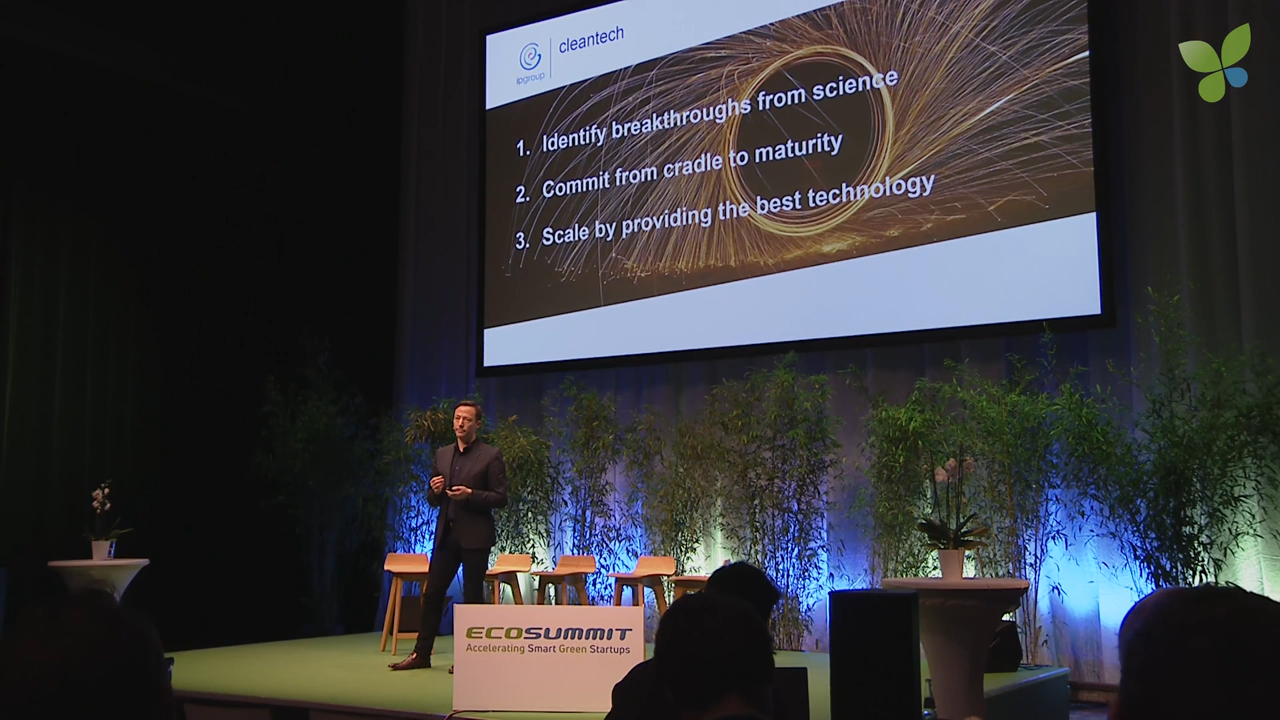 ipgroup
cleantech
1. Identify breakthroughs from science
2. Commit from cradle to maturity
3. Scale by providing the best technology
ECOSUMMIT
Accelerating Smart Green Startups